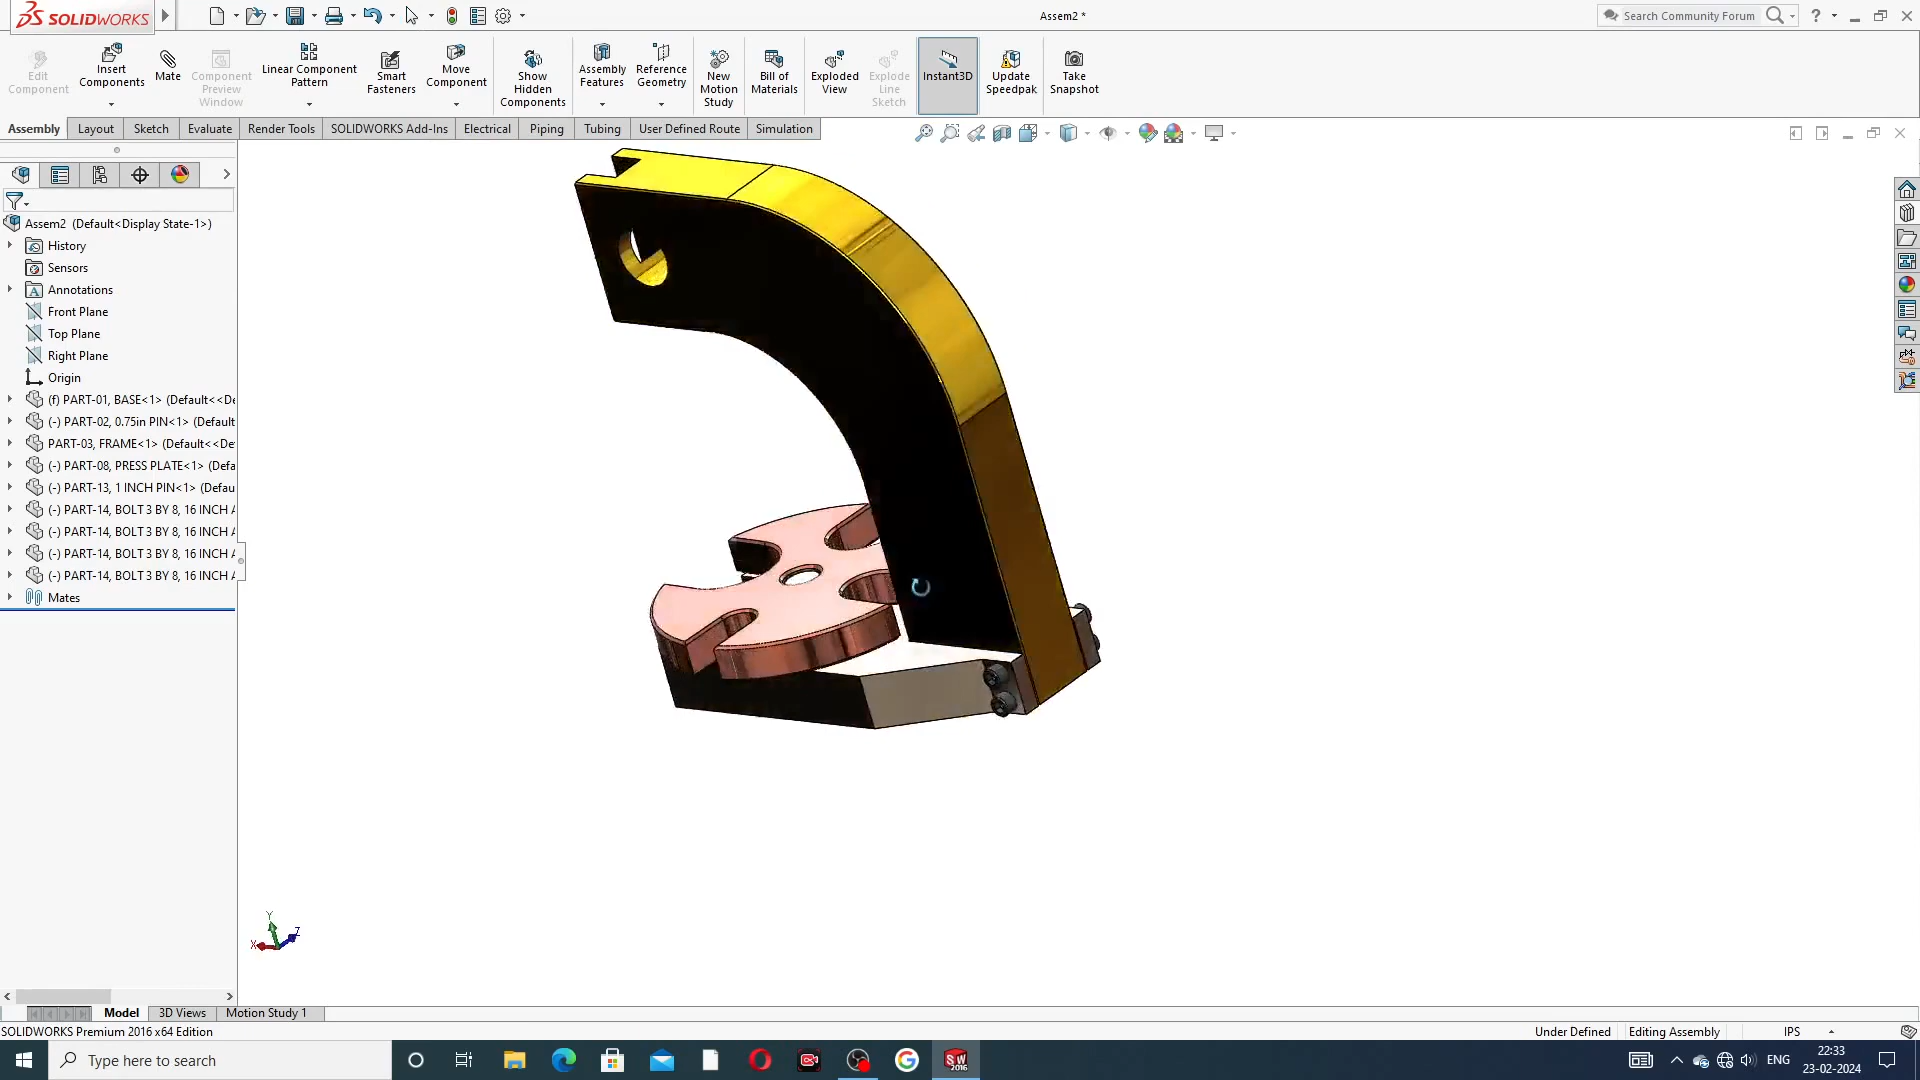 SOLIDWORKS
Assem2 *
Search Community Forum
Edit Component
Insert Components
Mate
Component Preview Window
Linear Component Pattern
Smart Fasteners
Move Component
Show Hidden Components
Assembly Features
Reference Geometry
New Motion Study
Bill of Materials
Exploded View
Explode Line Sketch
Instant3D
Update Speedpak
Take Snapshot
Assembly
Layout
Sketch
Evaluate
Render Tools
SOLIDWORKS Add-Ins
Electrical
Piping
Tubing
User Defined Route
Simulation
Assem2 (Default<Display State-1>)
History
Sensors
Annotations
Front Plane
Top Plane
Right Plane
Origin
(f) PART-01, BASE<1> (Default<<De
(-) PART-02, 0.75in PIN<1> (Default
PART-03, FRAME<1> (Default<<De
(-) PART-08, PRESS PLATE<1> (Defa
(-) PART-13, 1 INCH PIN<1> (Defau
(-) PART-14, BOLT 3 BY 8, 16 INCH A
(-) PART-14, BOLT 3 BY 8, 16 INCH A
(-) PART-14, BOLT 3 BY 8, 16 INCH A
(-) PART-14, BOLT 3 BY 8, 16 INCH A
Mates
Y
X
Z
Model
3D Views
Motion Study 1
SOLIDWORKS Premium 2016 x64 Edition
Under Defined
Editing Assembly
IPS
Type here to search
SW
2016
ENG
22:33
23-02-2024